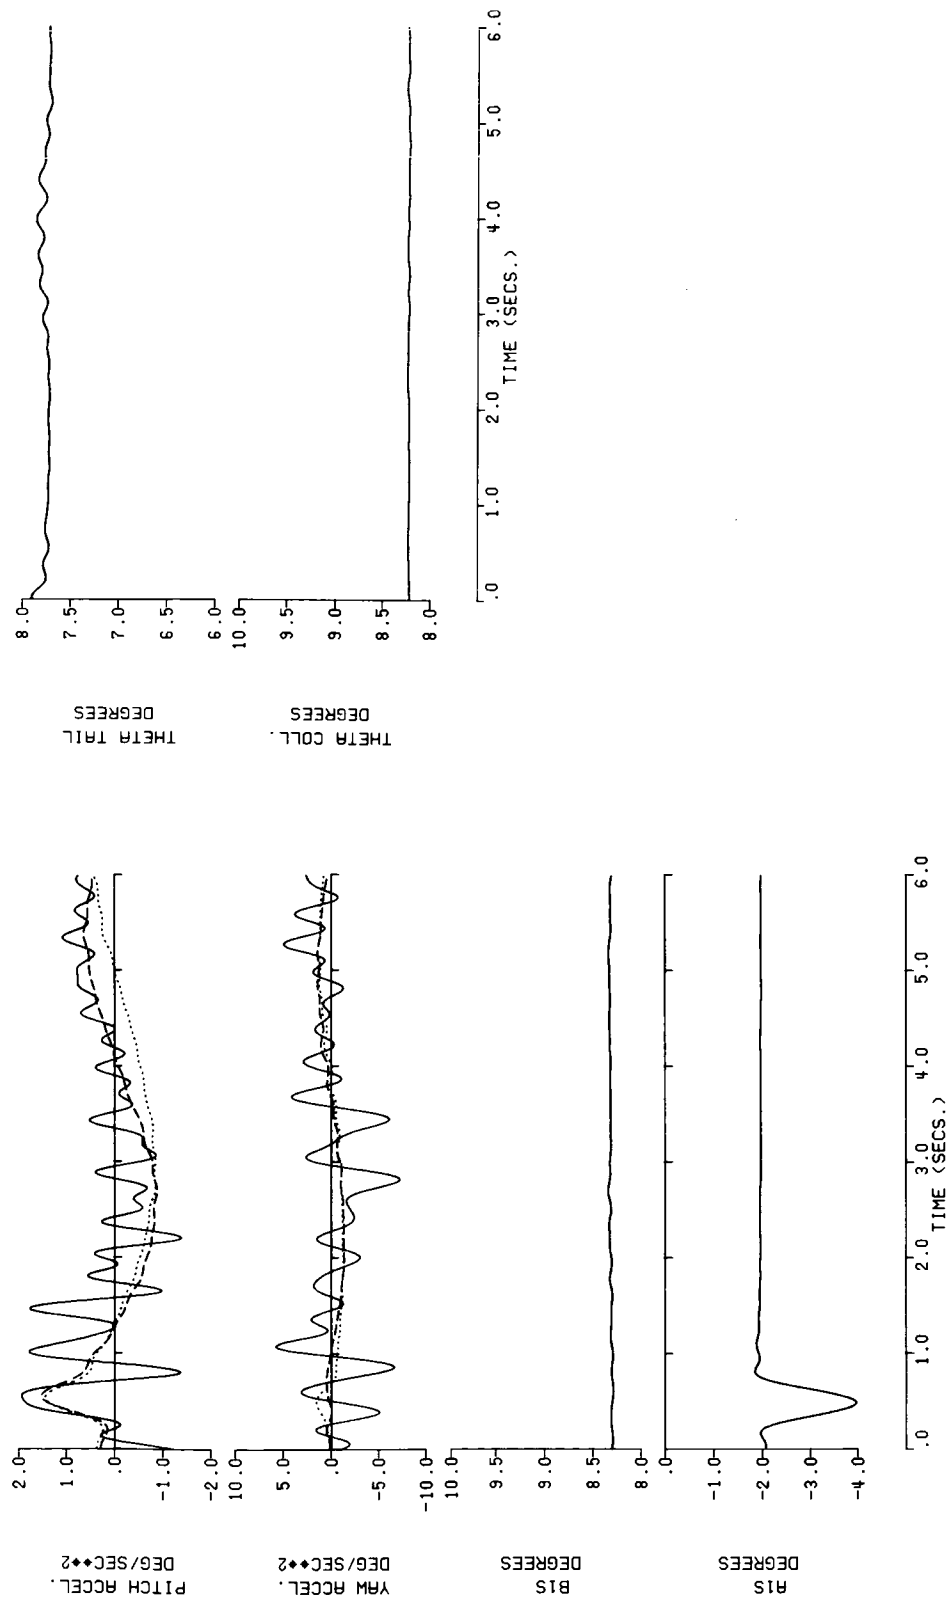 PITCH ACCEL.
DEG/SEC**2
2.0
1.0
.0
-1.0
-2.0
YAW ACCEL.
DEG/SEC**2
10.0
5.0
.0
-5.0
-10.0
B1S
DEGREES
10.0
9.5
9.0
8.5
8.0
A1S
DEGREES
.0
-1.0
-2.0
-3.0
-4.0
.0 1.0 2.0 3.0 4.0 5.0 6.0
TIME (SECS.)
THETA TAIL
DEGREES
8.0
7.5
7.0
6.5
6.0
THETA COLL.
DEGREES
10.0
9.5
9.0
8.5
8.0
.0 1.0 2.0 3.0 4.0 5.0 6.0
TIME (SECS.)